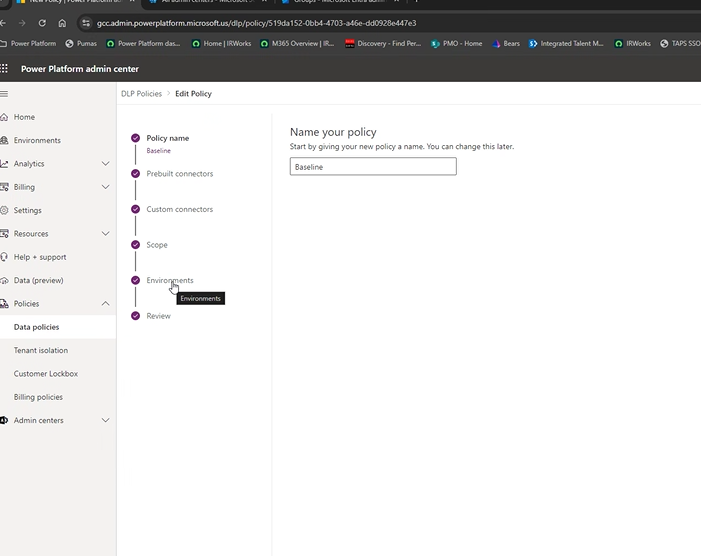 New Policy | Power Platform a
All admin centers - Microsoft
Groups - Microsoft Entra admin
gcc.admin.powerplatform.microsoft.us/dlp/policy/519da152-0bb4-4703-a46e-dd0928e447e3
Power Platform
Pumas
Power Platform das...
Home | IRWorks
M365 Overview | IR...
Discovery - Find Per...
PMO - Home
Bears
Integrated Talent M...
IRWorks
TAPS SSO
Power Platform admin center
DLP Policies > Edit Policy
Home
Environments
Analytics
Billing
Settings
Resources
Help + support
Data (preview)
Policies
Data policies
Tenant isolation
Customer Lockbox
Billing policies
Admin centers
Policy name
Baseline
Prebuilt connectors
Custom connectors
Scope
Environments
Environments
Review
Name your policy
Start by giving your new policy a name. You can change this later.
Baseline